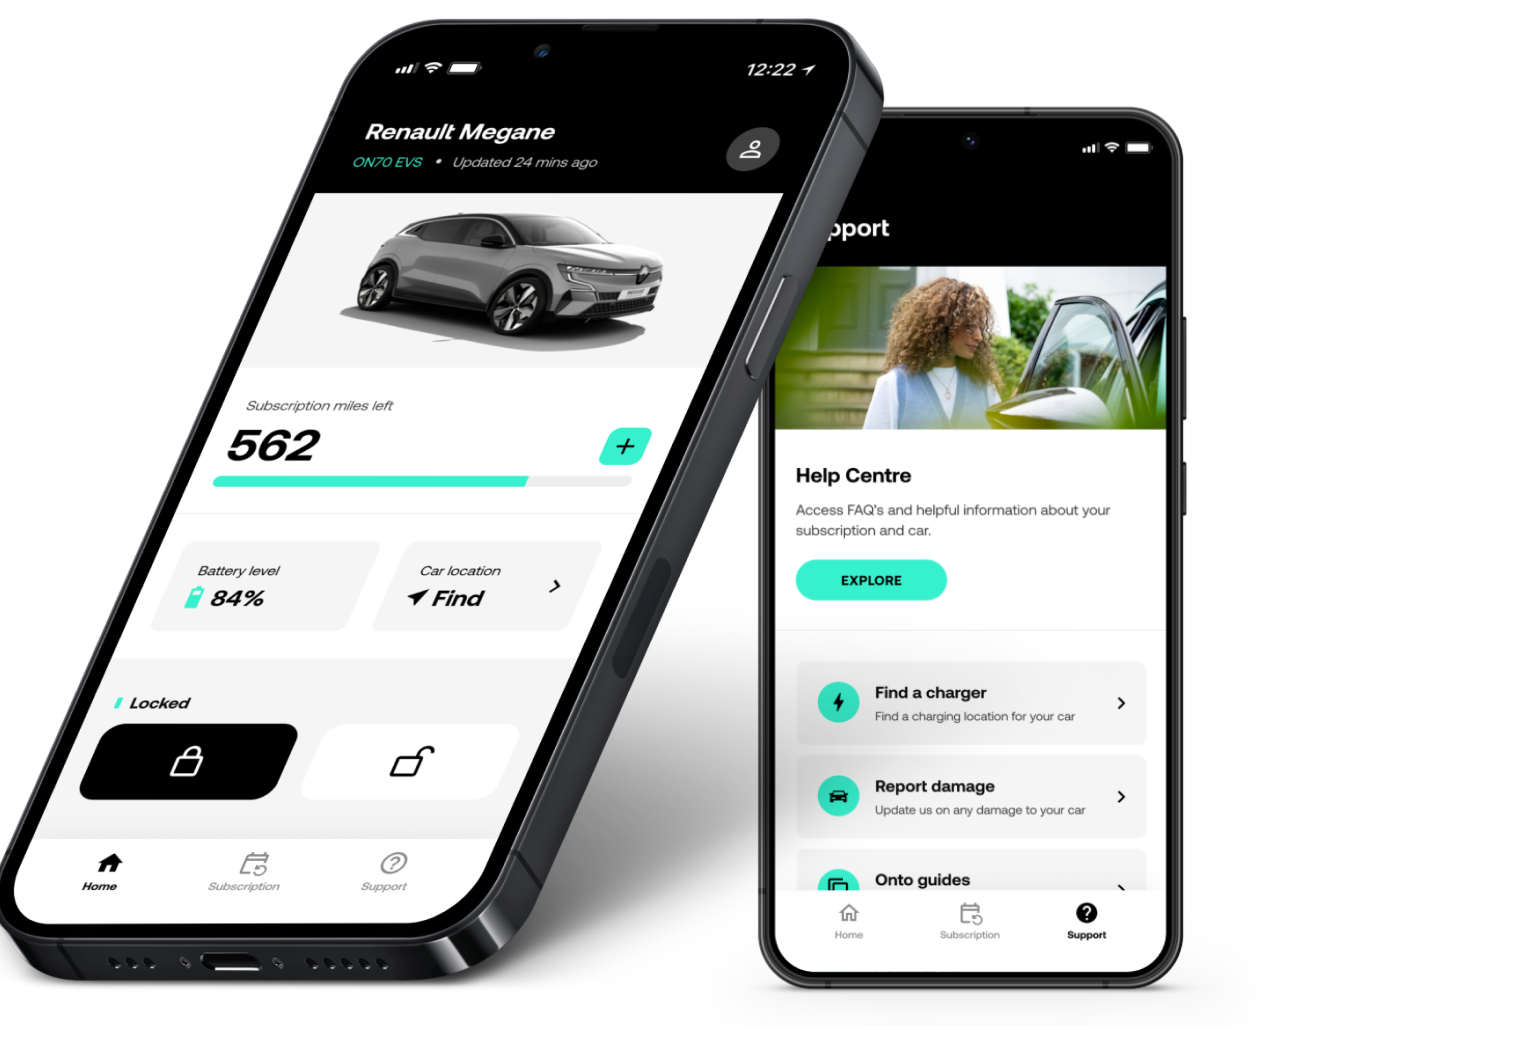 12:22
Renault Megane
ON70 EVS • Updated 24 mins ago
Subscription miles left
562
+
Battery level
84%
Car location
Find
Locked
Home
Subscription
Support
pport
Help Centre
Access FAQ's and helpful information about your
subscription and car.
EXPLORE
Find a charger
Find a charging location for your car
Report damage
Update us on any damage to your car
Onto guides
Home
Subscription
Support